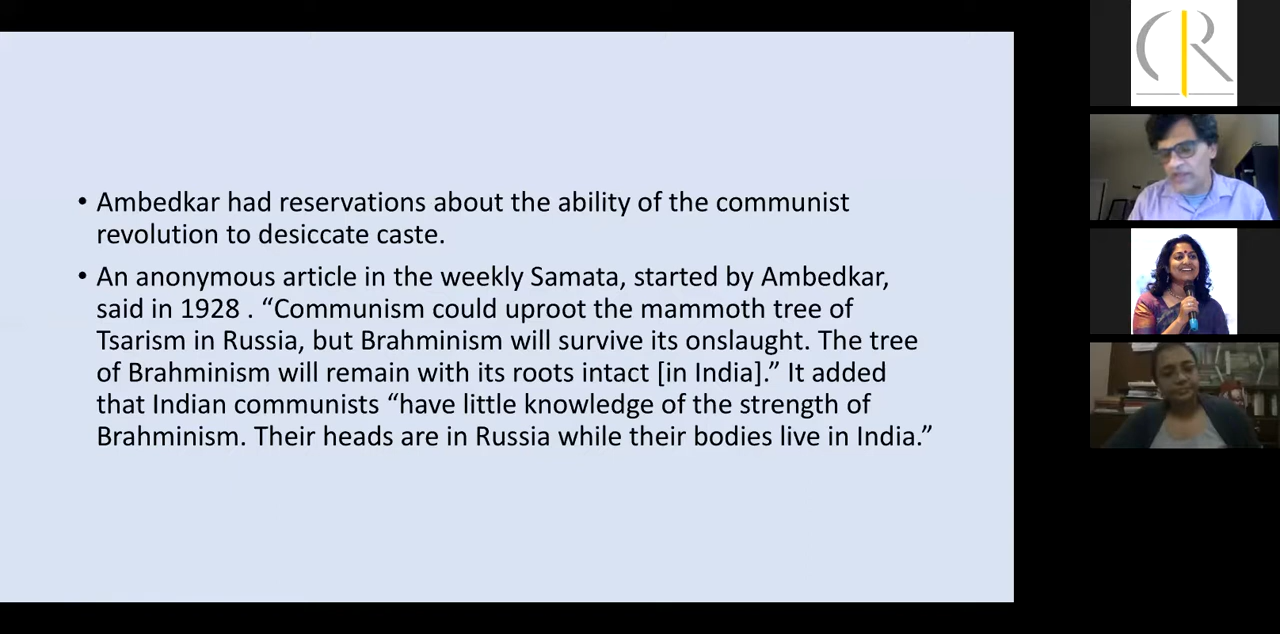 • Ambedkar had reservations about the ability of the communist
revolution to desiccate caste.
• An anonymous article in the weekly Samata, started by Ambedkar,
said in 1928 . “Communism could uproot the mammoth tree of
Tsarism in Russia, but Brahminism will survive its onslaught. The tree
of Brahminism will remain with its roots intact [in India].” It added
that Indian communists “have little knowledge of the strength of
Brahminism. Their heads are in Russia while their bodies live in India.”
CR